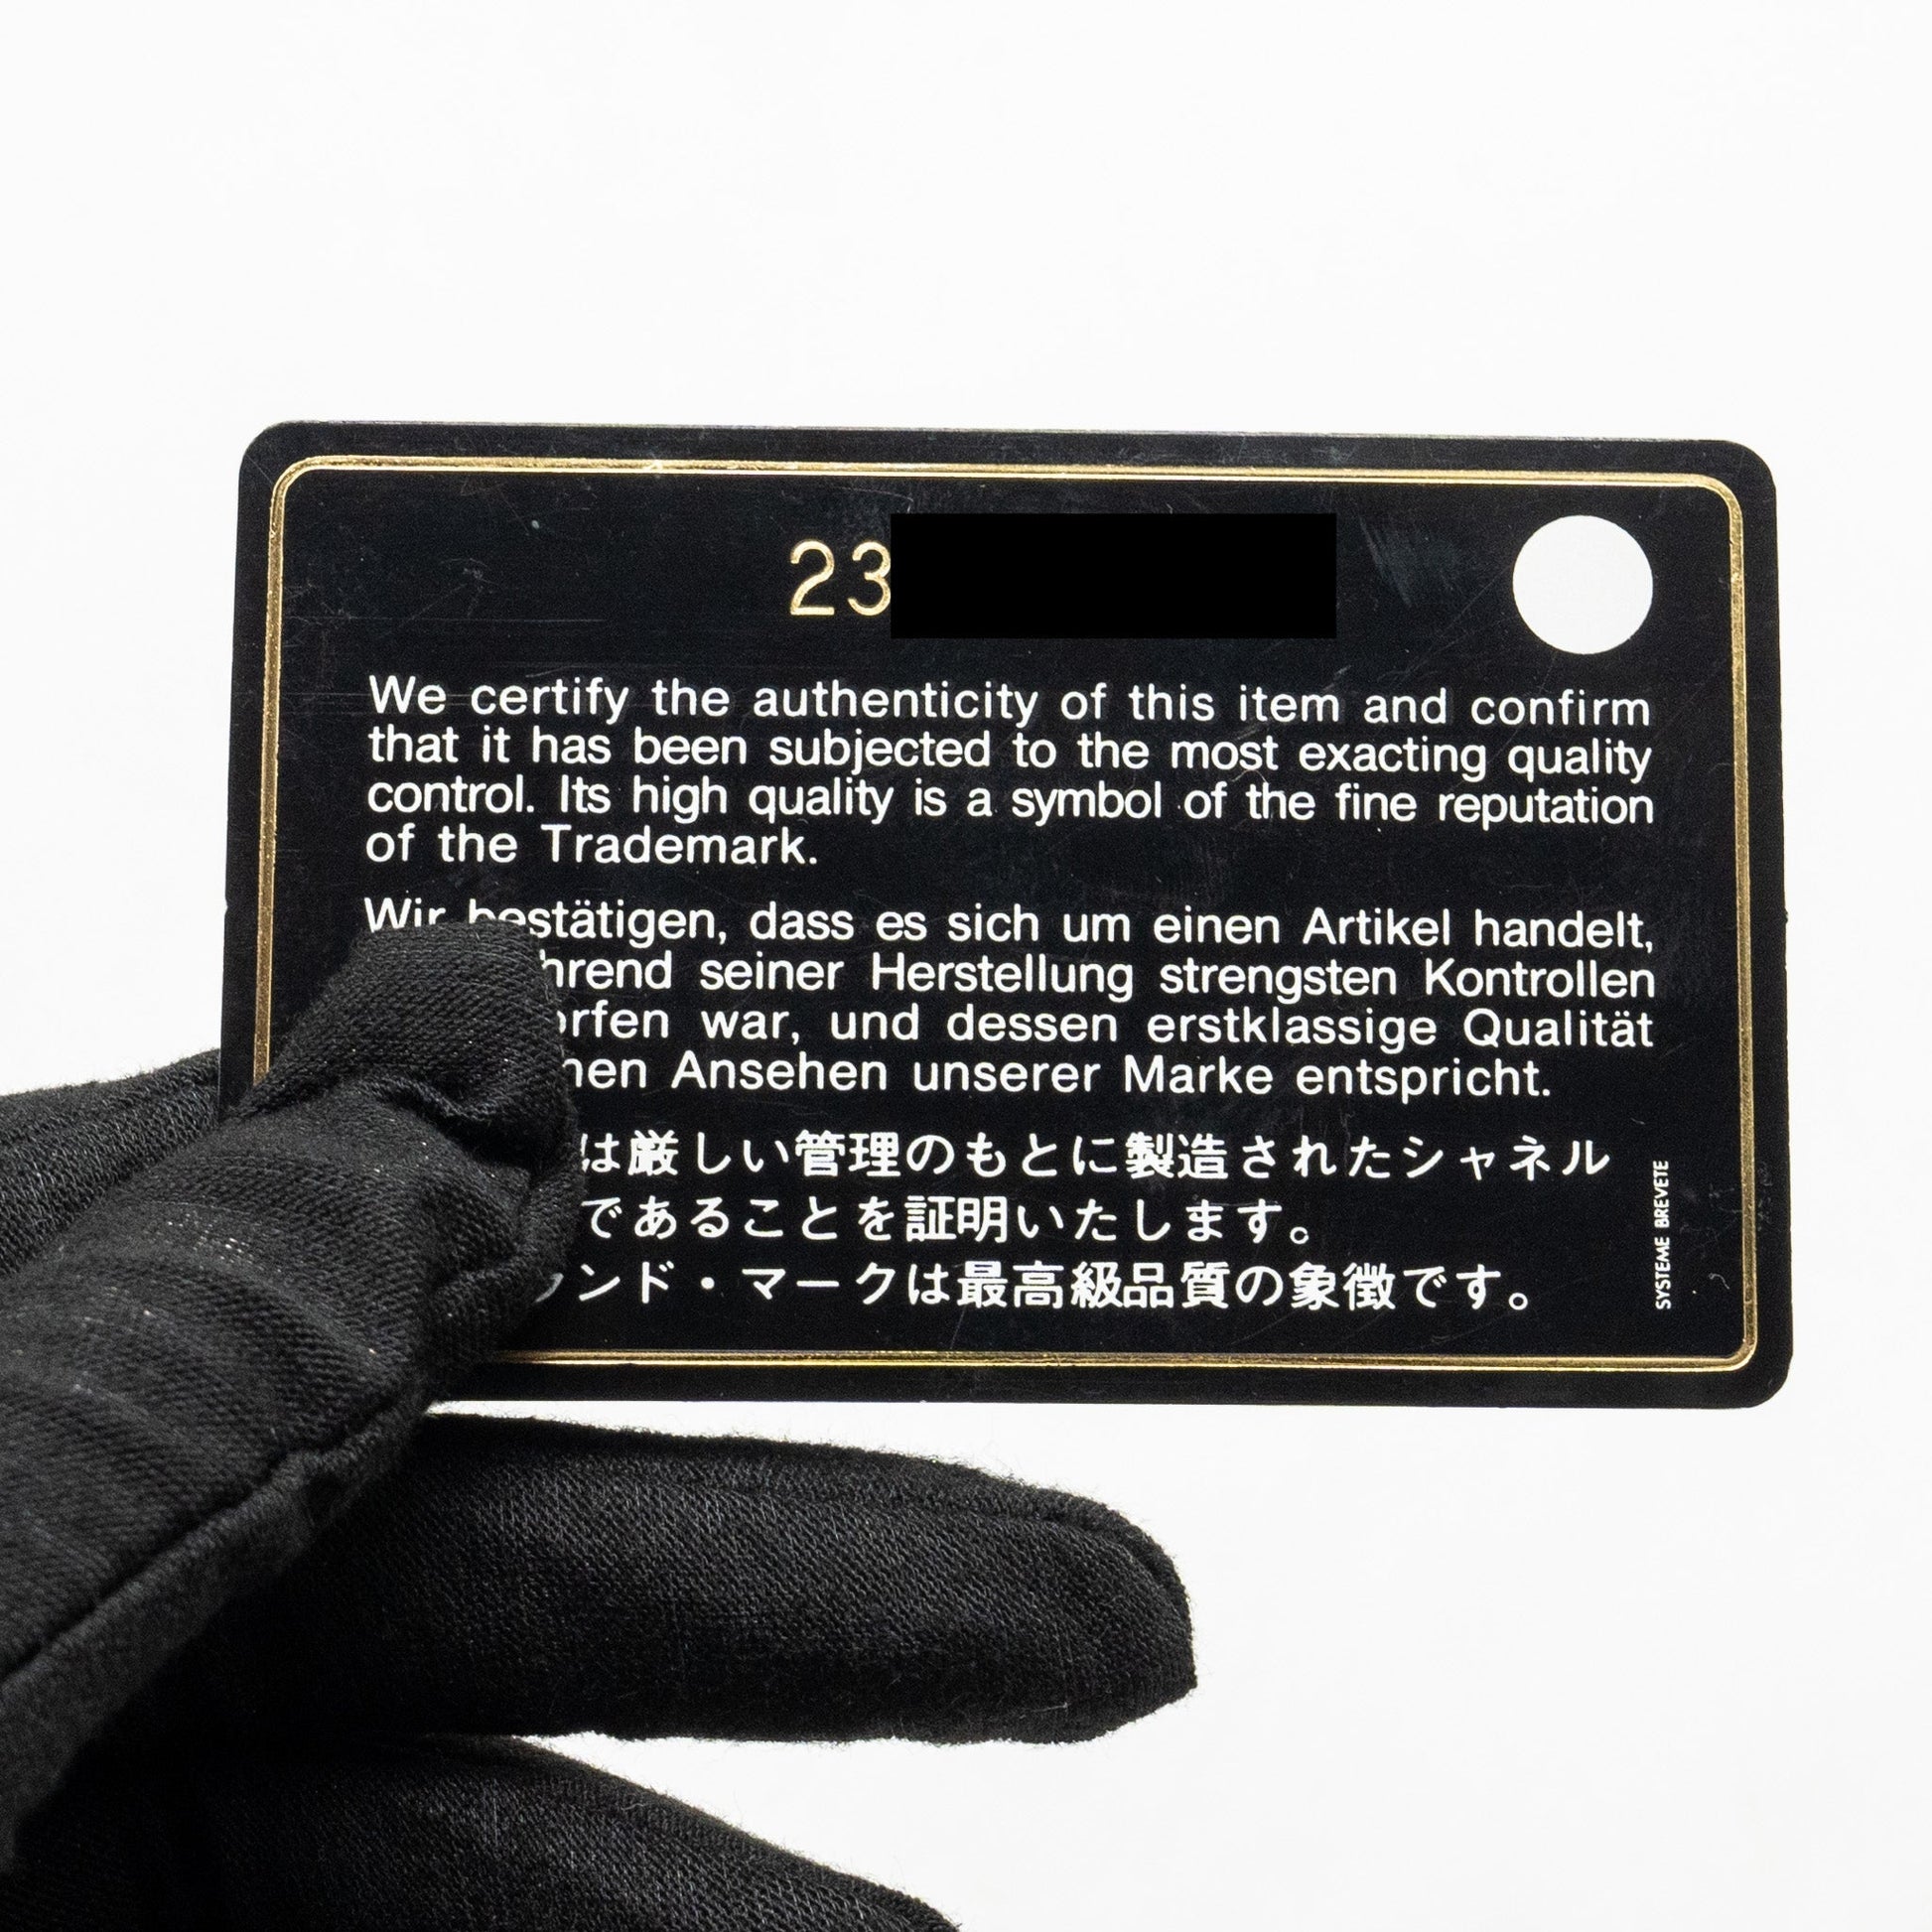 23
We certify the authenticity of this item and confirm
that it has been subjected to the most exacting quality
control. Its high quality is a symbol of the fine reputation
of the Trademark.
Wir bestätigen, dass es sich um einen Artikel handelt,
seiner Herstellung strengsten Kontrollen
war, und dessen erstklassige Qualität
Ansehen unserer Marke entspricht.
は厳しい管理のもとに製造されたシャネル
であることを証明いたします。
ンド・マークは最高級品質の象徴です。
SYSTEME BREVETE